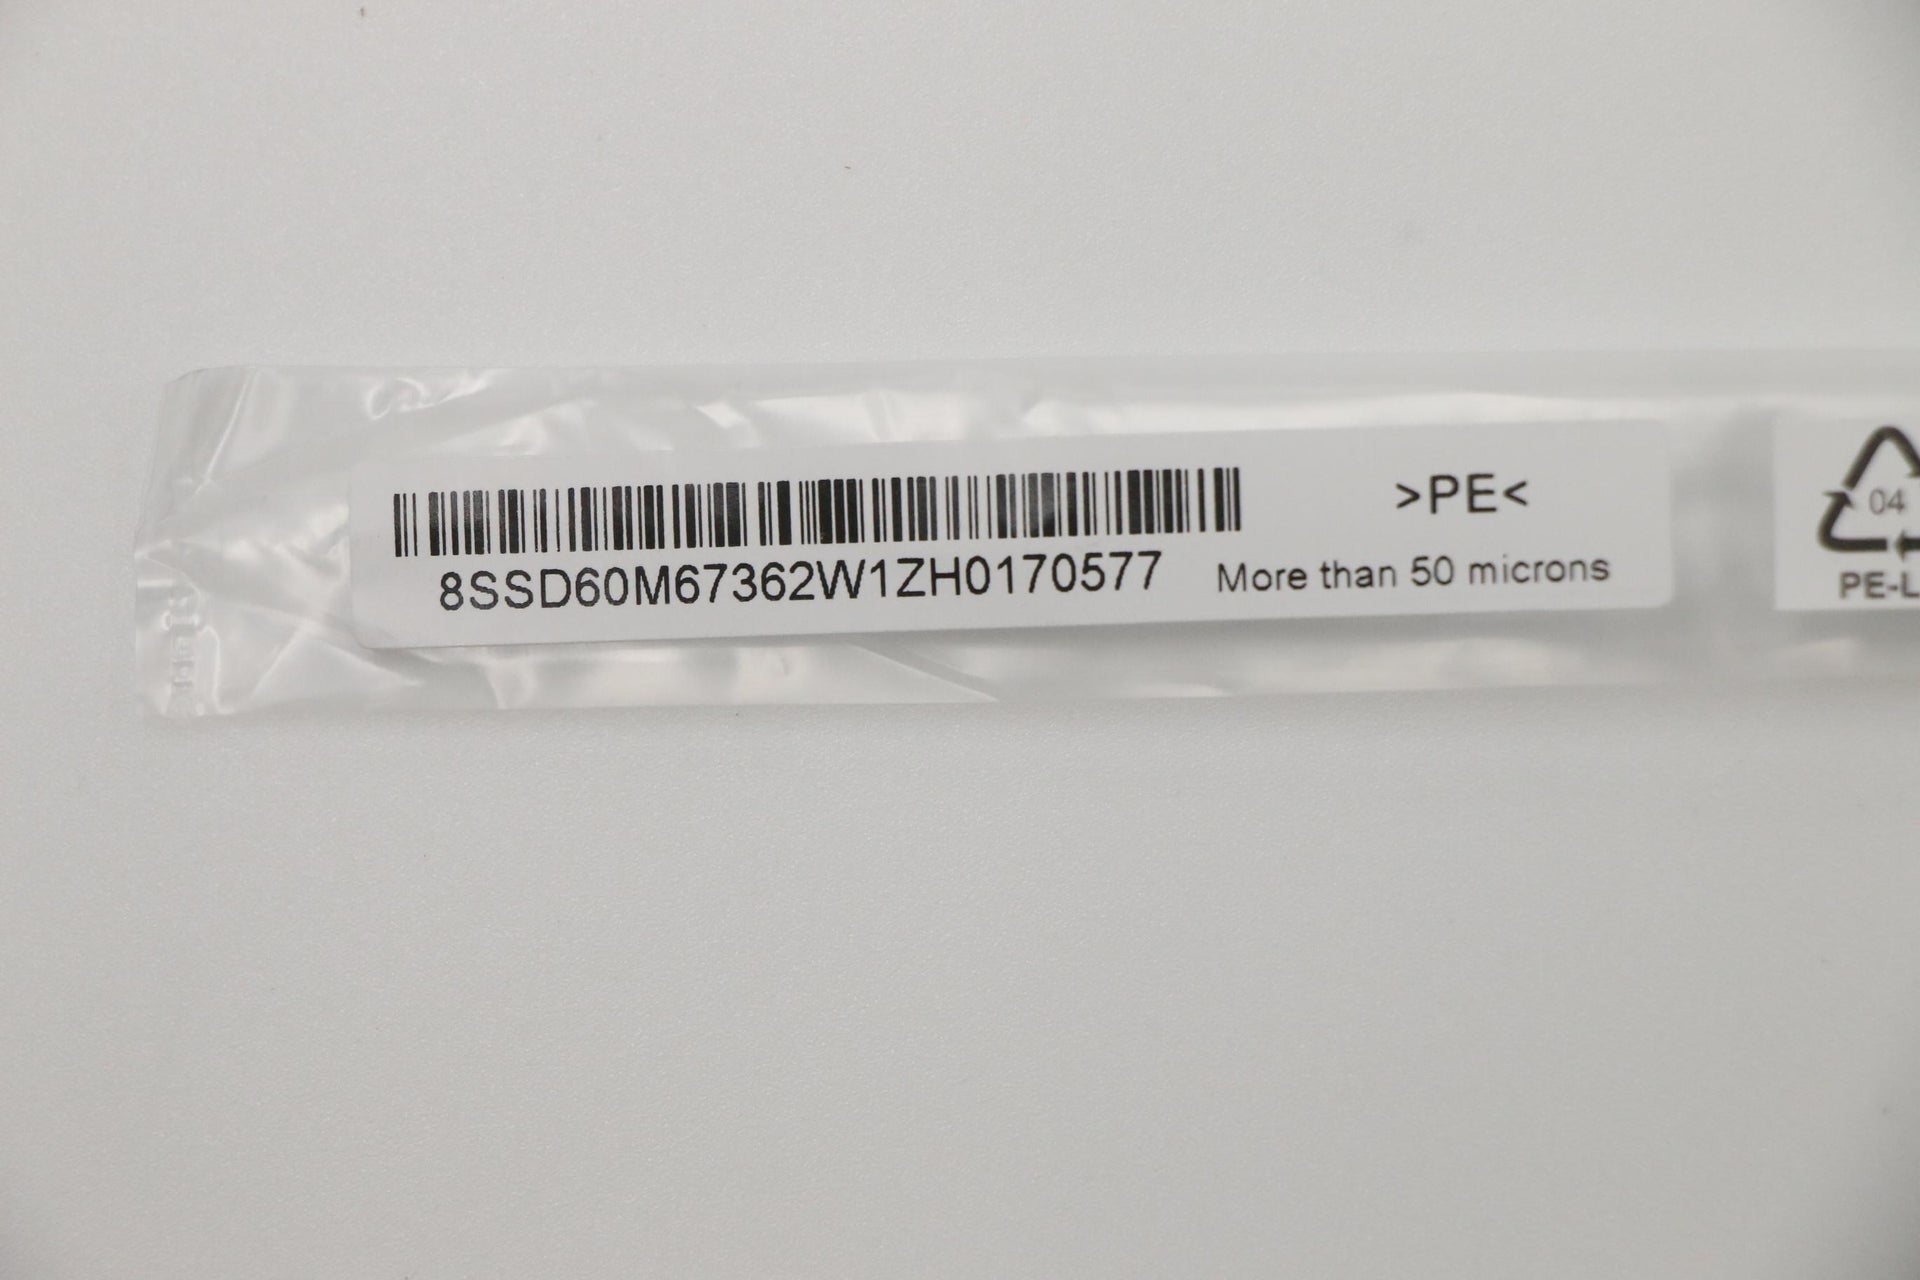 >PE<
8SSD60M67362W1ZH0170577
More than 50 microns
04
PE-L